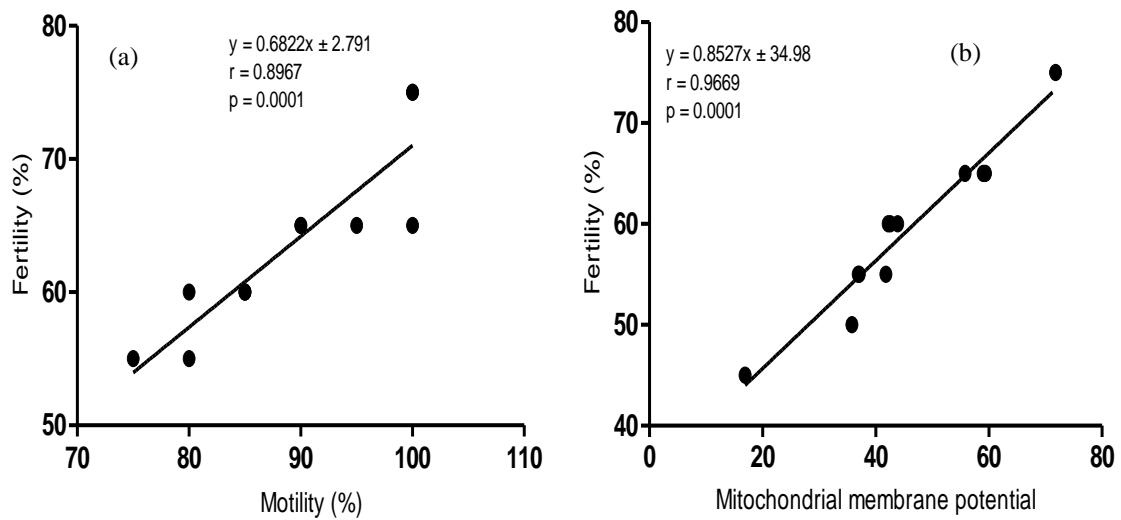 80
70
60
50
Fertility (%)
(a)
y = 0.6822x ± 2.791
r = 0.8967
p = 0.0001
70 80 90 100 110
Motility (%)
80
70
60
50
40
Fertility (%)
y = 0.8527x ± 34.98
r = 0.9669
p = 0.0001
(b)
0 20 40 60 80
Mitochondrial membrane potential